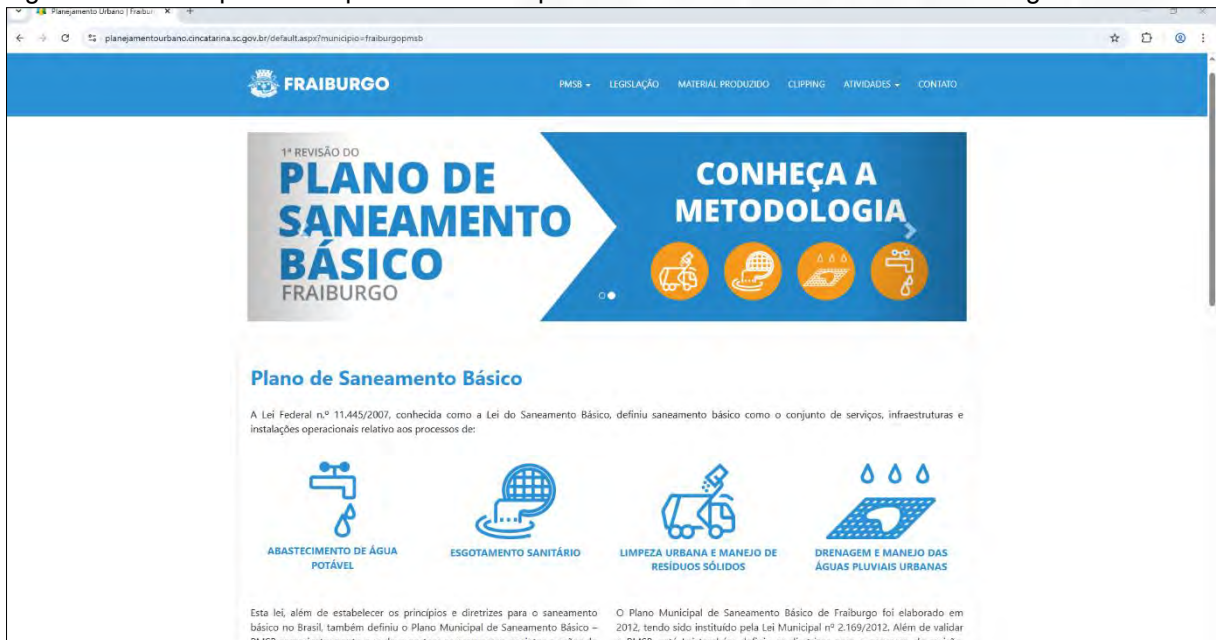 Planejamento Urbano | Fraibur
planejamentourbano.cincatarina.sc.gov.br/default.aspx?municipio=fraiburgopmsb
FRAIBURGO
PMSB LEGISLAÇÃO MATERIAL PRODUZIDO CLIPPING ATIVIDADES CONTATO
1ª REVISÃO DO
PLANO DE
SANEAMENTO
BÁSICO
FRAIBURGO
CONHEÇA A
METODOLOGIA
Plano de Saneamento Básico
A Lei Federal n.º 11.445/2007, conhecida como a Lei do Saneamento Básico, definiu saneamento básico como o conjunto de serviços, infraestruturas e
instalações operacionais relativo aos processos de:
ABASTECIMENTO DE ÁGUA
POTÁVEL
ESGOTAMENTO SANITÁRIO
LIMPEZA URBANA E MANEJO DE
RESÍDUOS SÓLIDOS
DRENAGEM E MANEJO DAS
ÁGUAS PLUVIAIS URBANAS
Esta lei, além de estabelecer os princípios e diretrizes para o saneamento
básico no Brasil, também definiu o Plano Municipal de Saneamento Básico –
O Plano Municipal de Saneamento Básico de Fraiburgo foi elaborado em
2012, tendo sido instituído pela Lei Municipal nº 2.169/2012. Além de validar